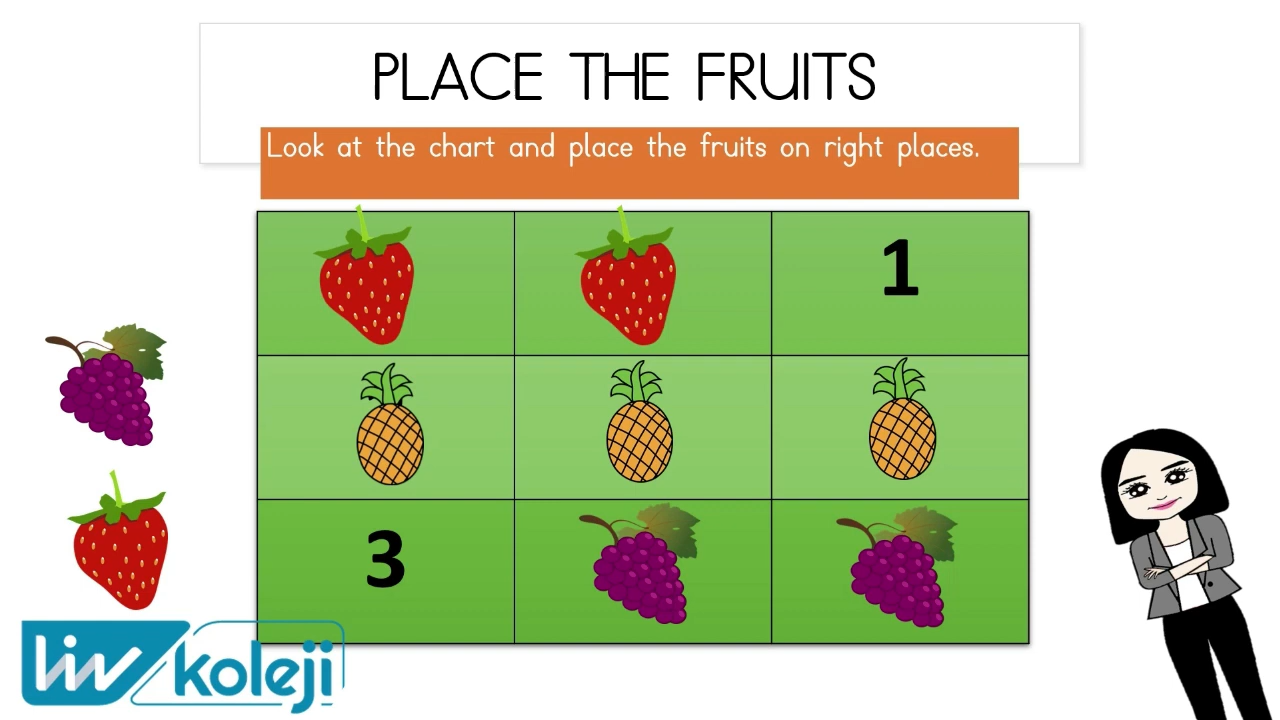 PLACE THE FRUITS
Look at the chart and place the fruits on right places.
1
3
liv koleji